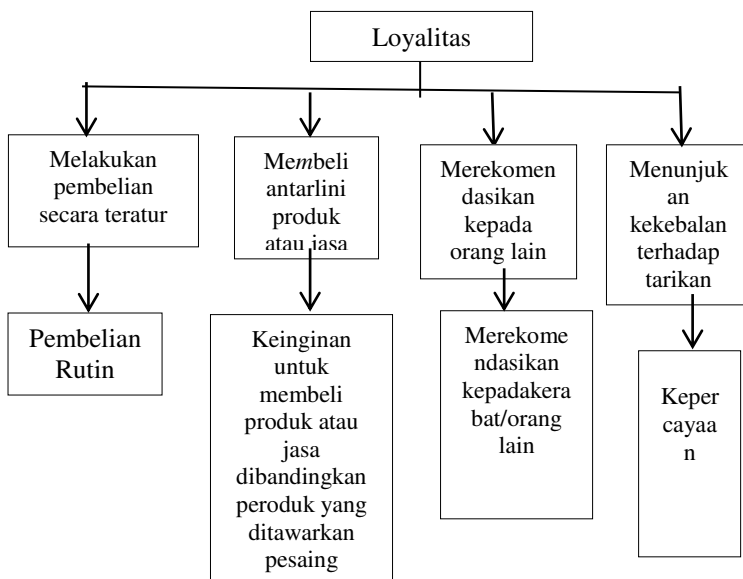 Loyalitas
Melakukan
pembelian
secara teratur
Membeli
antarlini
produk
atau jasa
Merekomen
dasikan
kepada
orang lain
Menunjuk
an
kekebalan
terhadap
tarikan
Pembelian
Rutin
Keinginan
untuk
membeli
produk atau
jasa
dibandingkan
peroduk yang
ditawarkan
pesaing
Merekome
ndasikan
kepadakera
bat/orang
lain
Keper
cayaa
n